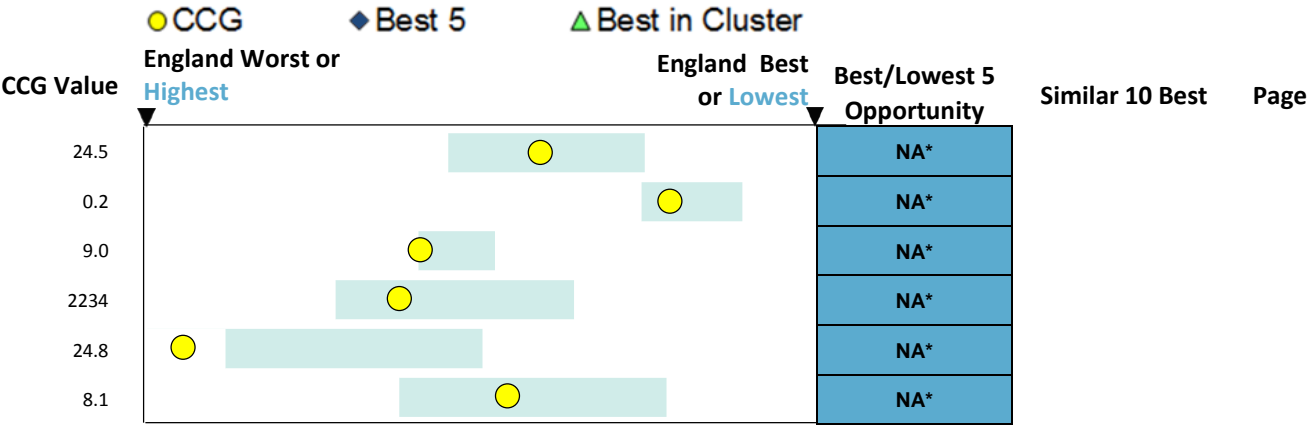 CCG Best 5 Best in Cluster
CCG Value
England Worst or
Highest
England Best
or Lowest
Best/Lowest 5
Opportunity
Similar 10 Best
Page
24.5 NA*
0.2 NA*
9.0 NA*
2234 NA*
24.8 NA*
8.1 NA*